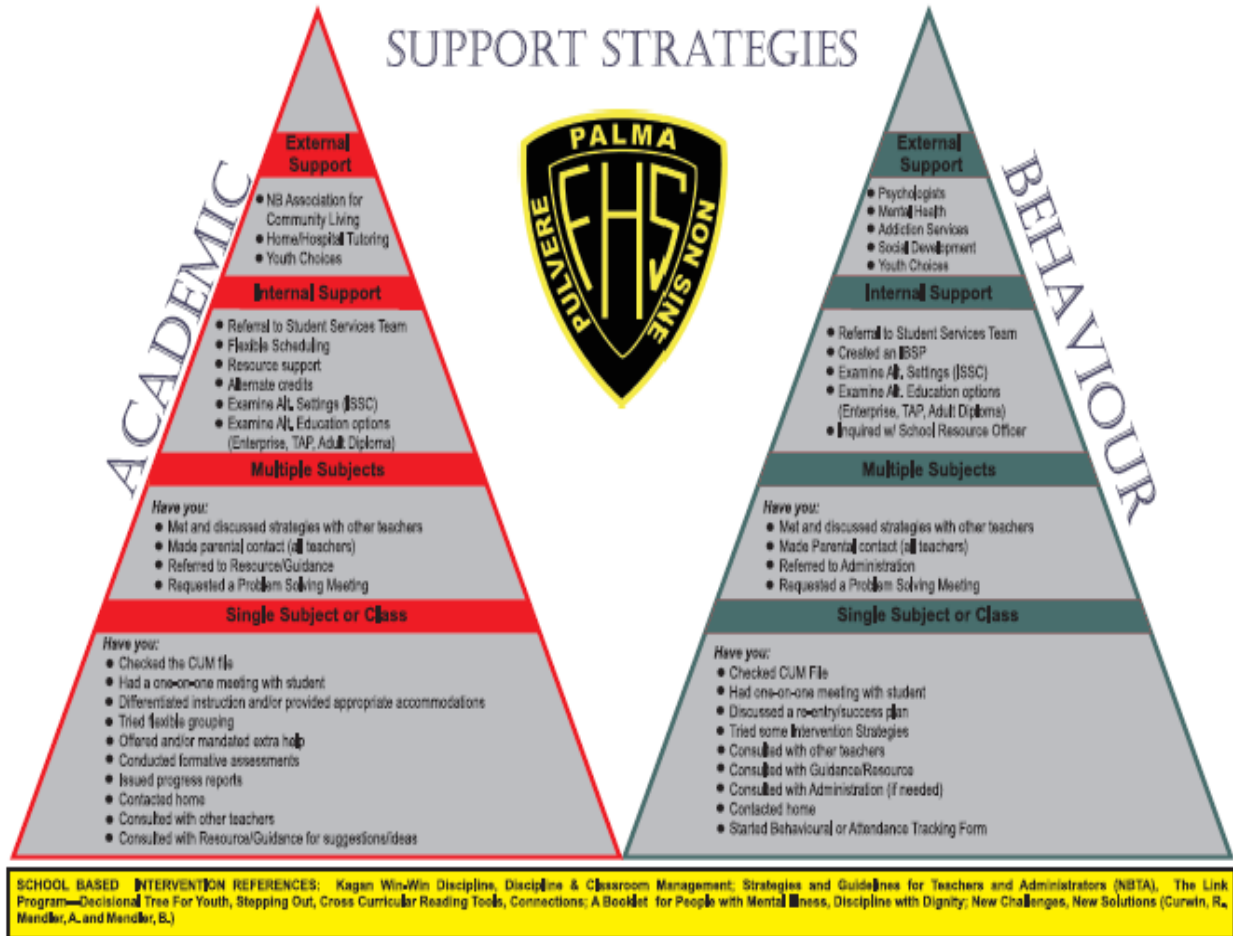 SUPPORT STRATEGIES
ACADEMIC
External
Support
• NB Association for
Community Living
• Home/Hospital Tutoring
• Youth Choices
Internal Support
• Referral to Student Services Team
• Flexible Scheduling
• Resource support
• Alternate credits
• Examine Alt. Settings (ISSC)
• Examine Alt. Education options
(Enterprise, TAP, Adult Diploma)
Multiple Subjects
Have you:
• Met and discussed strategies with other teachers
• Made parental contact (all teachers)
• Referred to Resource/Guidance
• Requested a Problem Solving Meeting
Single Subject or Class
Have you:
• Checked the CUM file
• Had a one-on-one meeting with student
• Differentiated instruction and/or provided appropriate accommodations
• Tried flexible grouping
• Offered and/or mandated extra help
• Conducted formative assessments
• Issued progress reports
• Contacted home
• Consulted with other teachers
• Consulted with Resource/Guidance for suggestions/ideas
PALMA
NON SINE
PULVERE
FHS
BEHAVIOUR
External
Support
• Psychologists
• Mental Health
• Addiction Services
• Social Development
• Youth Choices
Internal Support
• Referral to Student Services Team
• Created an IBSP
• Examine Alt. Settings (ISSC)
• Examine Alt. Education options
(Enterprise, TAP, Adult Diploma)
• Inquired w/ School Resource Officer
Multiple Subjects
Have you:
• Met and discussed strategies with other teachers
• Made Parental contact (all teachers)
• Referred to Administration
• Requested a Problem Solving Meeting
Single Subject or Class
Have you:
• Checked CUM File
• Had one-on-one meeting with student
• Discussed a re-entry/success plan
• Tried some Intervention Strategies
• Consulted with other teachers
• Consulted with Guidance/Resource
• Consulted with Administration (if needed)
• Contacted home
• Started Behavioural or Attendance Tracking Form
SCHOOL BASED INTERVENTION REFERENCES: Kagan Win-Win Discipline, Discipline & Classroom Management; Strategies and Guidelines for Teachers and Administrators (NBTA), The Link
Program—Decisional Tree For Youth, Stepping Out, Cross Curricular Reading Tools, Connections; A Booklet for People with Mental Illness, Discipline with Dignity; New Challenges, New Solutions (Curwin, R.,
Mendler, A. and Mendler, B.)